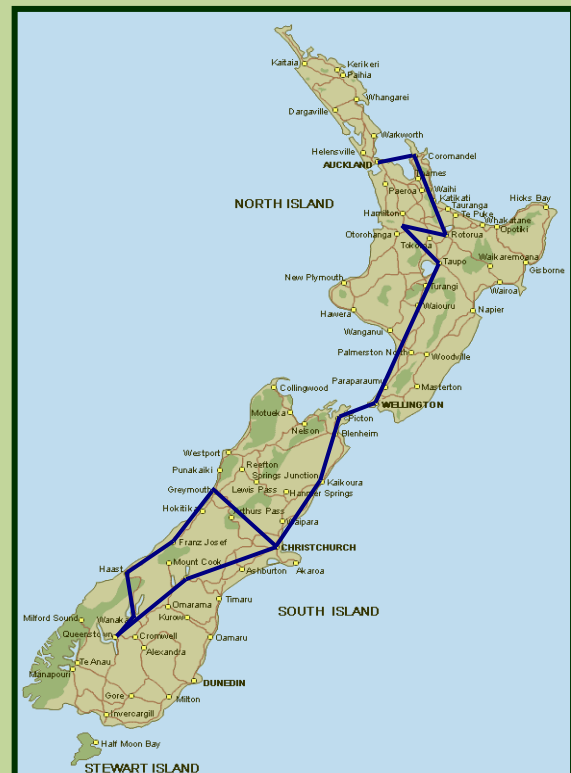 Kaitaia
Kerikeri
Paihia
Whangarei
Dargaville
Warkworth
Helensville
AUCKLAND
Coromandel
Thames
Paeroa
Waihi
Katikati
NORTH ISLAND
Tauranga
Hicks Bay
Hamilton
Te Puke
Whakatane
Opotiki
Otorohanga
Rotorua
Tokoroa
Waikaremoana
Taupo
Gisborne
New Plymouth
Turangi
Wairoa
Waiouru
Napier
Hawera
Wanganui
Palmerston North
Woodville
Paraparaumu
Masterton
Collingwood
WELLINGTON
Motueka
Picton
Nelson
Blenheim
Westport
Reefton
Punakaiki
Springs Junction
Kaikoura
Greymouth
Lewis Pass
Hanmer Springs
Hokitika
Arthurs Pass
Waipara
Franz Josef
CHRISTCHURCH
Mount Cook
Haast
Ashburton
Akaroa
Omarama
Timaru
SOUTH ISLAND
Milford Sound
Wanaka
Kurow
Queenstown
Cromwell
Oamaru
Alexandra
Te Anau
Manapouri
DUNEDIN
Gore
Milton
Invercargill
Half Moon Bay
STEWART ISLAND